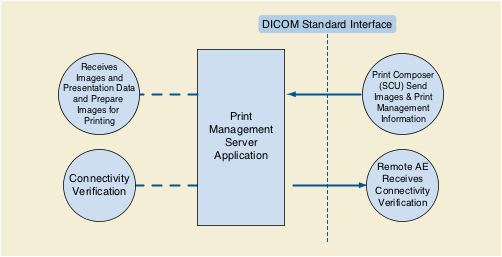 DICOM Standard Interface
Receives
Images and
Presentation Data
and Prepare
Images for
Printing
Print
Management
Server
Application
Print Composer
(SCU) Send
Images & Print
Management
Information
Connectivity
Verification
Remote AE
Receives
Connectivity
Verification